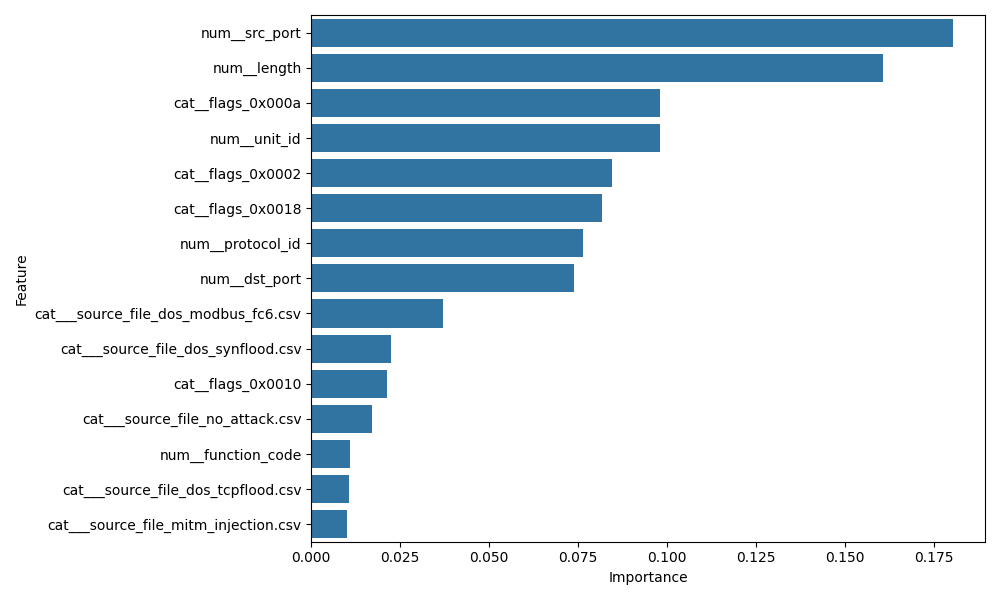 num__src_port
num__length
cat__flags_0x000a
num__unit_id
cat__flags_0x0002
cat__flags_0x0018
num__protocol_id
num__dst_port
cat___source_file_dos_modbus_fc6.csv
cat___source_file_dos_synflood.csv
cat__flags_0x0010
cat___source_file_no_attack.csv
num__function_code
cat___source_file_dos_tcpflood.csv
cat___source_file_mitm_injection.csv
Feature
0.000 0.025 0.050 0.075 0.100 0.125 0.150 0.175
Importance